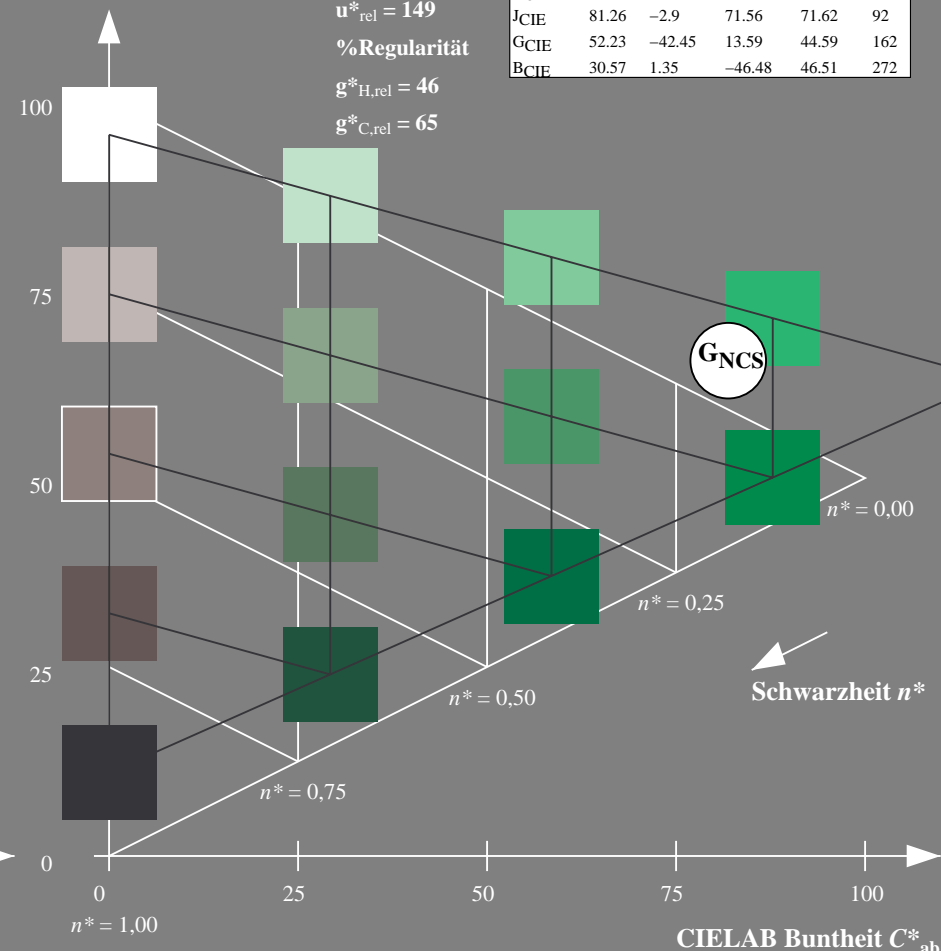 u*rel = 149
%Regularität
g*H,rel = 46
g*C,rel = 65
JCIE 81.26 −2.9 71.56 71.62 92
GCIE 52.23 −42.45 13.59 44.59 162
BCIE 30.57 1.35 −46.48 46.51 272
100
75
GNCS
50
n* = 0,00
n* = 0,25
25
Schwarzheit n*
n* = 0,50
n* = 0,75
0
0 25 50 75 100
n* = 1,00
CIELAB Buntheit C*ab